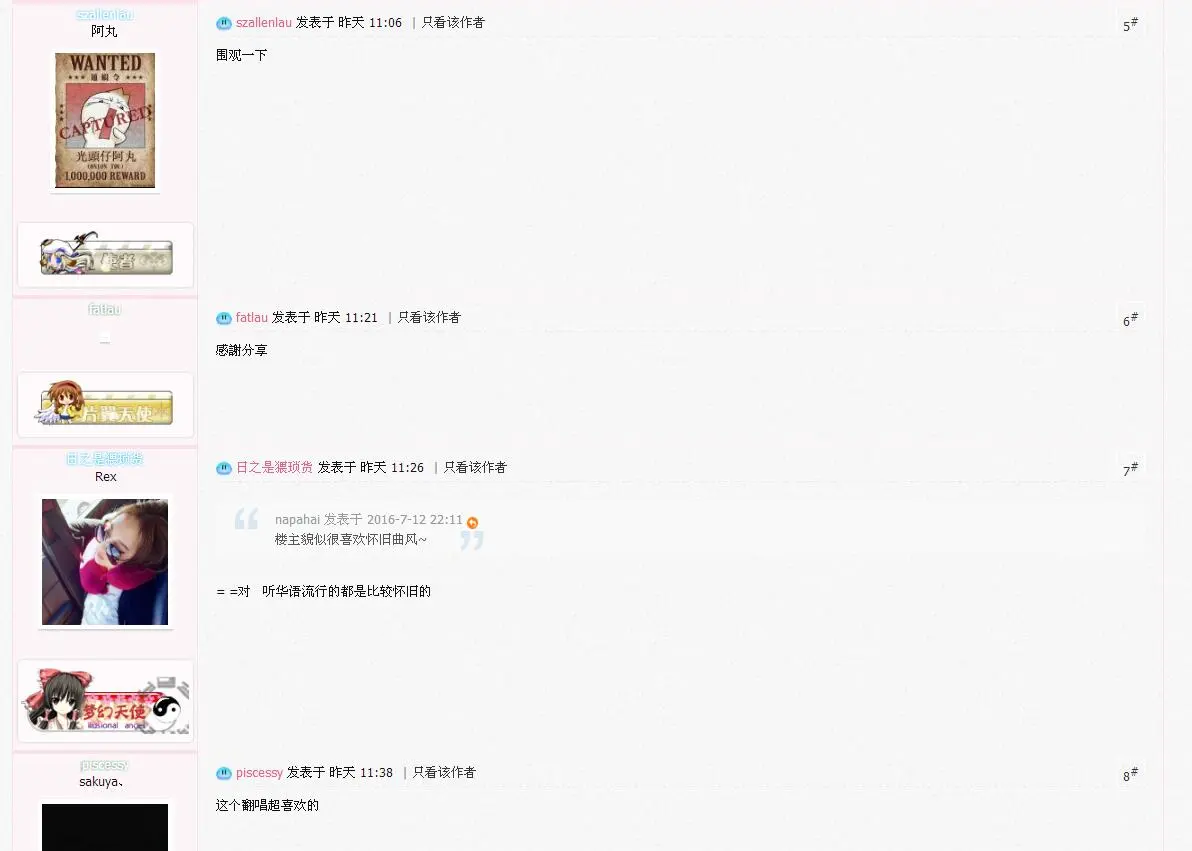 szallenlau
阿丸
WANTED
通緝令
CAPTURED
光頭仔阿丸
(ONION TOU)
1,000,000 REWARD
使者
szallenlau 发表于 昨天 11:06 | 只看该作者
5#
围观一下
fatlau
片翼天使
fatlau 发表于 昨天 11:21 | 只看该作者
6#
感謝分享
日之是猥琐货
Rex
梦幻天使
illusional angel
日之是猥琐货 发表于 昨天 11:26 | 只看该作者
7#
napahai 发表于 2016-7-12 22:11
楼主貌似很喜欢怀旧曲风~
= =对 听华语流行的都是比较怀旧的
piscessy
sakuya、
piscessy 发表于 昨天 11:38 | 只看该作者
8#
这个翻唱超喜欢的